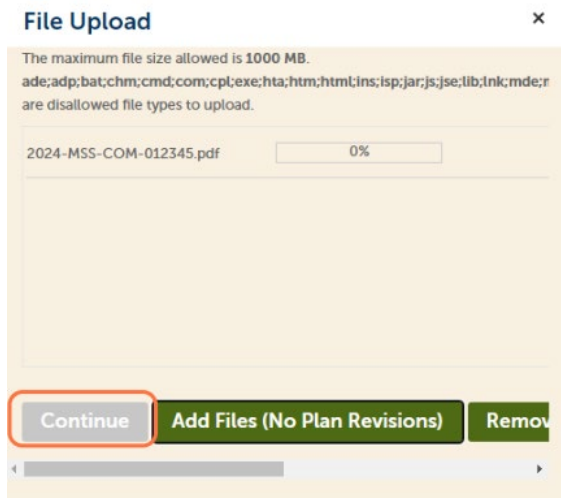 File Upload ×
The maximum file size allowed is 1000 MB.
ade;adp;bat;chm;cmd;com;cpl;exe;hta;htm;html;ins;isp;jar;js;jse;lib;lnk;mde;
are disallowed file types to upload.
2024-MSS-COM-012345.pdf 0%
Continue Add Files (No Plan Revisions) Remov